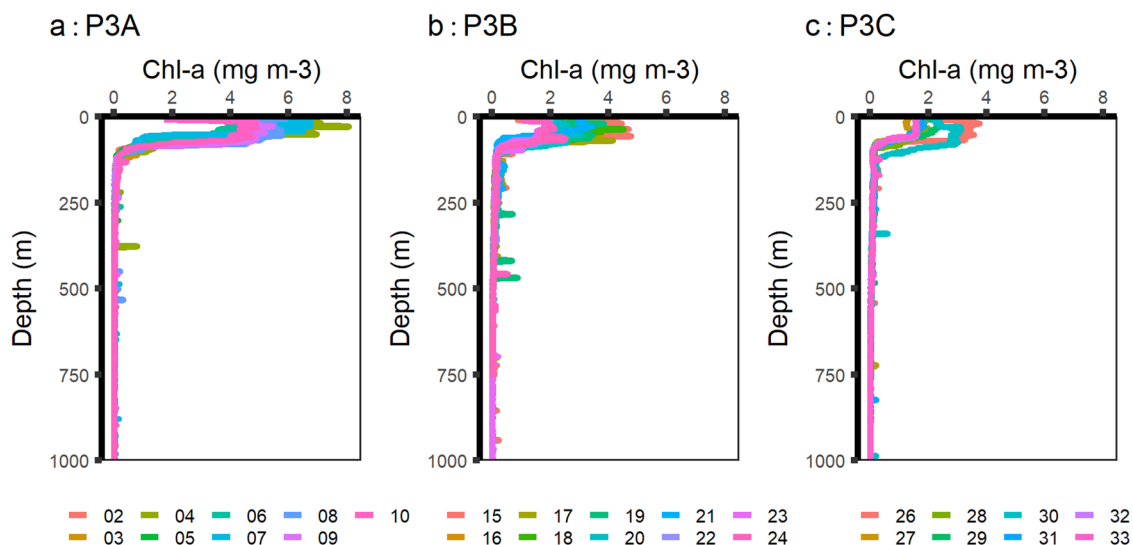 a : P3A b : P3B c : P3C
Chl-a (mg m-3) Chl-a (mg m-3) Chl-a (mg m-3)
0 2 4 6 8 0 2 4 6 8 0 2 4 6 8
0 0 0
250 250 250
Depth (m) Depth (m) Depth (m)
500 500 500
750 750 750
1000 1000 1000
02 04 06 08 10 15 17 19 21 23 26 28 30 32
03 05 07 09 16 18 20 22 24 27 29 31 33